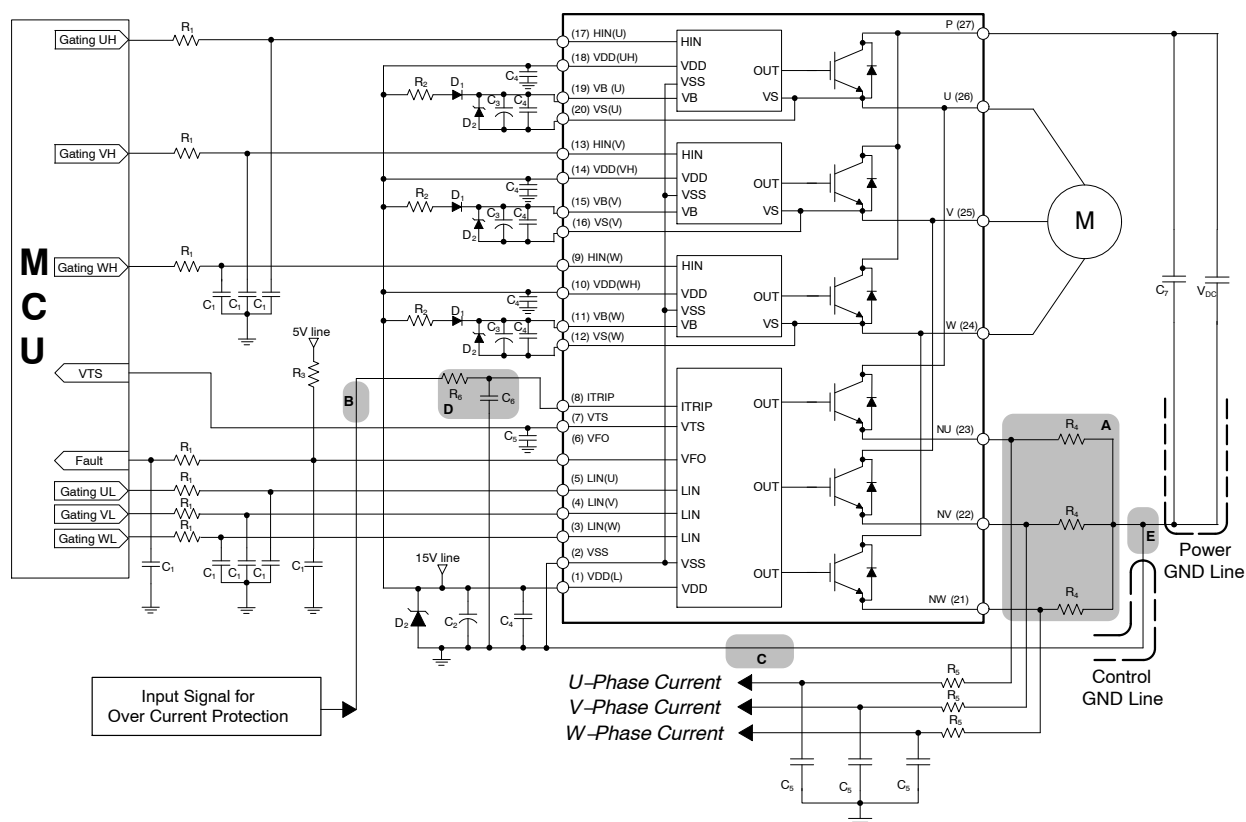 MCU
Gating UH
R1
Gating VH
R1
Gating WH
R1
C1
C1
C1
5V line
R3
VTS
Fault
R1
Gating UL
R1
Gating VL
R1
Gating WL
R1
C1
C1
C1
C1
C1
R2
D1
D2
C3
C4
C4
R2
D1
D2
C3
C4
C4
R2
D1
D2
C3
C4
C4
B
D
R6
C6
C5
15V line
D2
C2
C4
(17) HIN(U)
(18) VDD(UH)
(19) VB (U)
(20) VS(U)
(13) HIN(V)
(14) VDD(VH)
(15) VB(V)
(16) VS(V)
(9) HIN(W)
(10) VDD(WH)
(11) VB(W)
(12) VS(W)
(8) ITRIP
(7) VTS
(6) VFO
(5) LIN(U)
(4) LIN(V)
(3) LIN(W)
(2) VSS
(1) VDD(L)
HIN
VDD
VSS
VB
OUT
VS
HIN
VDD
VSS
VB
OUT
VS
HIN
VDD
VSS
VB
OUT
VS
ITRIP
VTS
VFO
LIN
LIN
LIN
VSS
VDD
OUT
OUT
OUT
P (27)
U (26)
V (25)
W (24)
NU (23)
NV (22)
NW (21)
M
C7
VDC
A
R4
R4
R4
E
Power
GND Line
Control
GND Line
C
Input Signal for
Over Current Protection
U–Phase Current
V–Phase Current
W–Phase Current
R5
R5
R5
C5
C5
C5